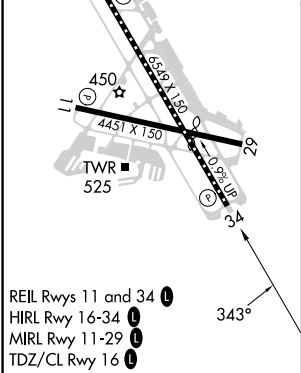 P
6549 X 150
450
P
11
4451 X 150
29
0.9% UP
TWR
525
P
34
343°
REIL Rwys 11 and 34 L
HIRL Rwy 16-34 L
MIRL Rwy 11-29 L
TDZ/CL Rwy 16 L